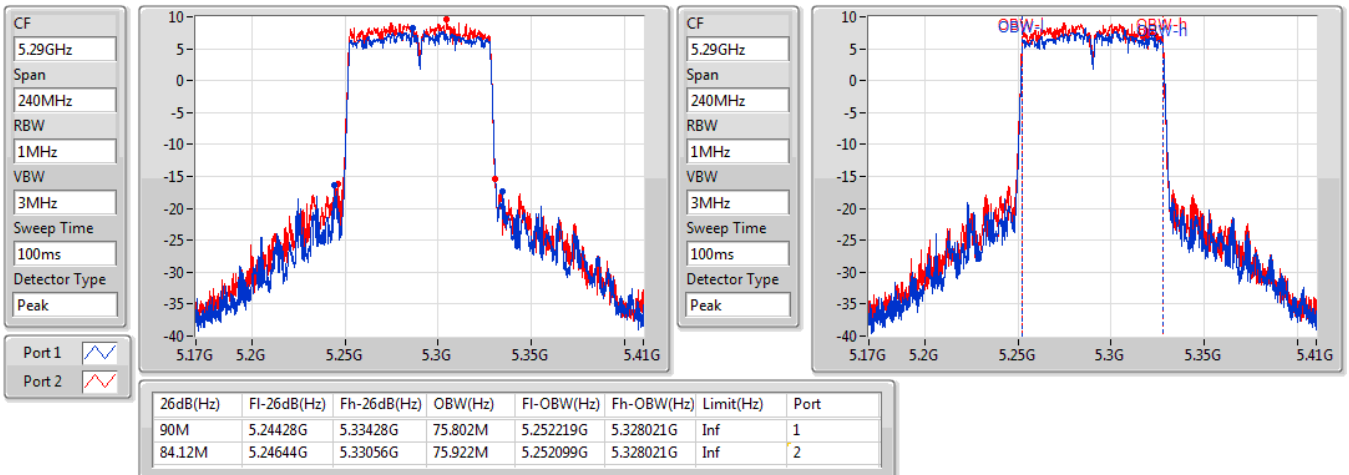 CF
5.29GHz
Span
240MHz
RBW
1MHz
VBW
3MHz
Sweep Time
100ms
Detector Type
Peak
10
5
0
-5
-10
-15
-20
-25
-30
-35
-40
5.17G 5.2G 5.25G 5.3G 5.35G 5.41G
CF
5.29GHz
Span
240MHz
RBW
1MHz
VBW
3MHz
Sweep Time
100ms
Detector Type
Peak
OBW-l OBW-h
OBW-l OBW-h
10
5
0
-5
-10
-15
-20
-25
-30
-35
-40
5.17G 5.2G 5.25G 5.3G 5.35G 5.41G
Port 1
Port 2
26dB(Hz) Fl-26dB(Hz) Fh-26dB(Hz) OBW(Hz) Fl-OBW(Hz) Fh-OBW(Hz) Limit(Hz) Port
90M 5.24428G 5.33428G 75.802M 5.252219G 5.328021G Inf 1
84.12M 5.24644G 5.33056G 75.922M 5.252099G 5.328021G Inf 2